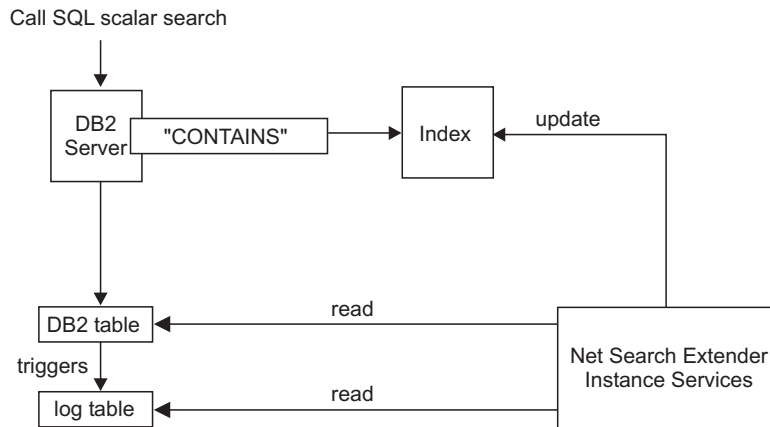 Call SQL scalar search
DB2
Server
"CONTAINS"
Index
update
DB2 table
read
triggers
Net Search Extender
Instance Services
log table
read